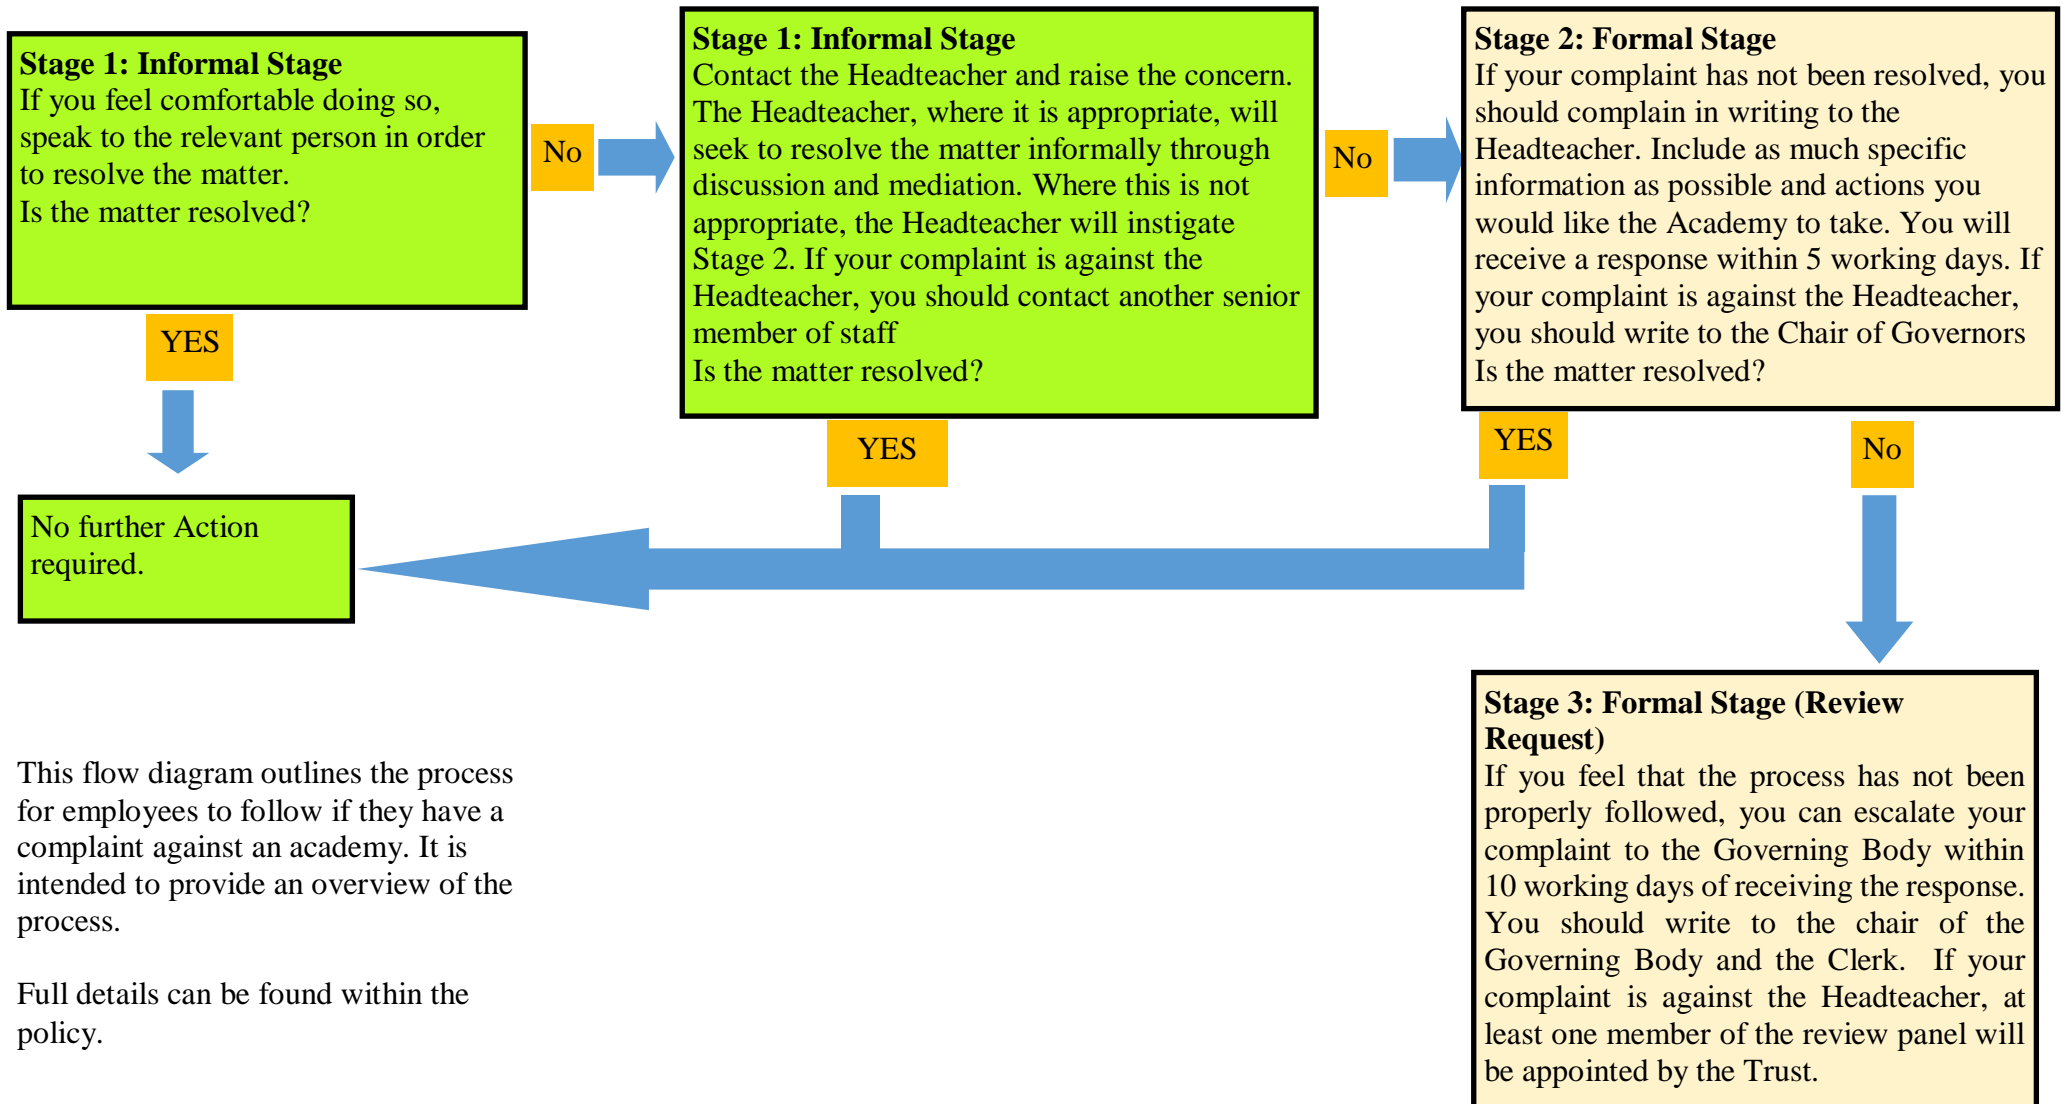 Stage 1: Informal Stage
If you feel comfortable doing so,
speak to the relevant person in order
to resolve the matter.
Is the matter resolved?
No
YES
Stage 1: Informal Stage
Contact the Headteacher and raise the concern.
The Headteacher, where it is appropriate, will
seek to resolve the matter informally through
discussion and mediation. Where this is not
appropriate, the Headteacher will instigate
Stage 2. If your complaint is against the
Headteacher, you should contact another senior
member of staff
Is the matter resolved?
No
YES
Stage 2: Formal Stage
If your complaint has not been resolved, you
should complain in writing to the
Headteacher. Include as much specific
information as possible and actions you
would like the Academy to take. You will
receive a response within 5 working days. If
your complaint is against the Headteacher,
you should write to the Chair of Governors
Is the matter resolved?
YES
No
No further Action
required.
Stage 3: Formal Stage (Review
Request)
If you feel that the process has not been
properly followed, you can escalate your
complaint to the Governing Body within
10 working days of receiving the response.
You should write to the chair of the
Governing Body and the Clerk. If your
complaint is against the Headteacher, at
least one member of the review panel will
be appointed by the Trust.
This flow diagram outlines the process
for employees to follow if they have a
complaint against an academy. It is
intended to provide an overview of the
process.
Full details can be found within the
policy.